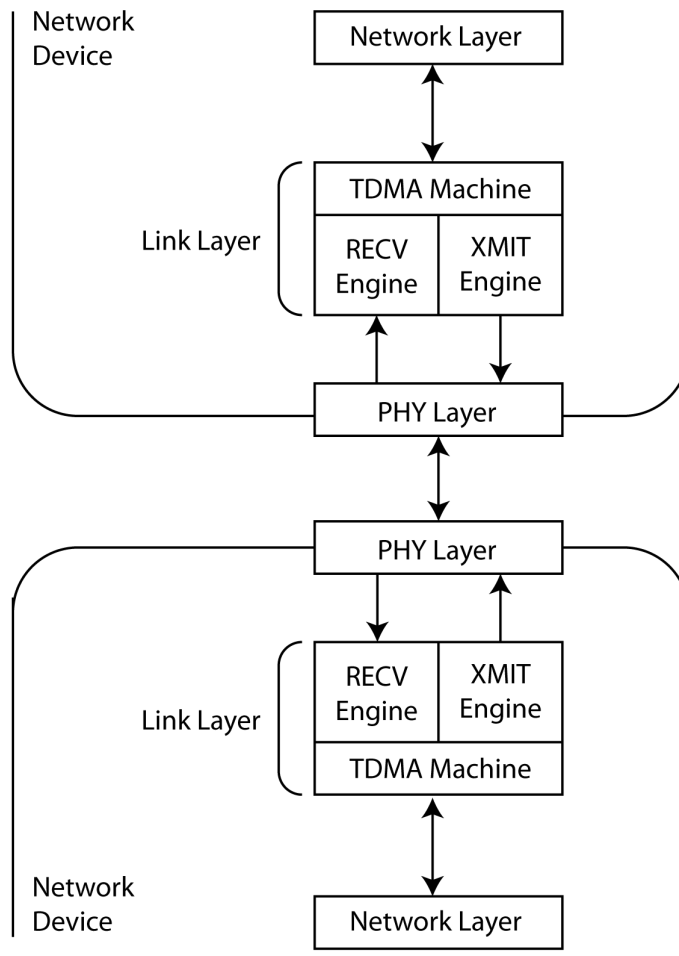 Network
Device
Network Layer
TDMA Machine
Link Layer
RECV
Engine
XMIT
Engine
PHY Layer
PHY Layer
RECV
Engine
XMIT
Engine
Link Layer
TDMA Machine
Network
Device
Network Layer